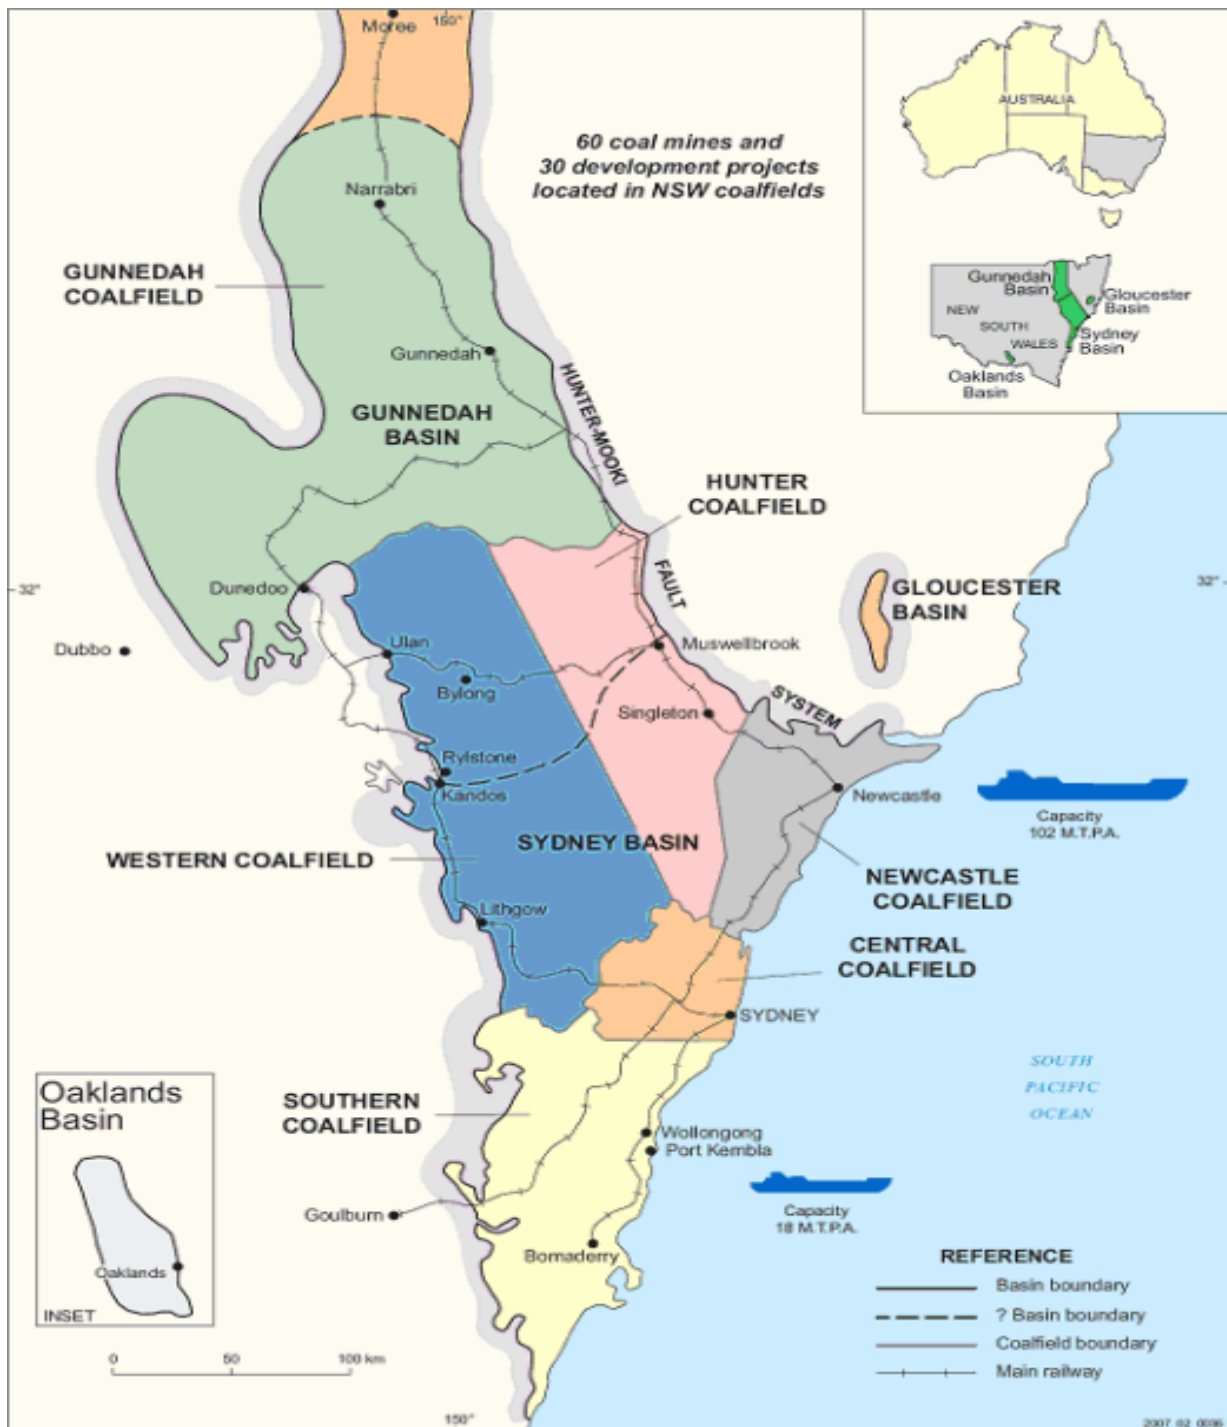 Moree
150°
60 coal mines and
30 development projects
located in NSW coalfields
AUSTRALIA
Narrabri
GUNNEDAH
COALFIELD
Gunnedah
Basin
Gloucester
Basin
NEW
SOUTH
WALES
Sydney
Basin
Oaklands
Basin
Gunnedah
HUNTER-MOOKI
GUNNEDAH
BASIN
HUNTER
COALFIELD
FAULT
32°
32°
Dunedoo
GLOUCESTER
BASIN
Dubbo
Ulan
Muswellbrook
Bylong
SYSTEM
Singleton
Rylstone
Kandos
Newcastle
Capacity
102 M.T.P.A.
SYDNEY BASIN
WESTERN COALFIELD
NEWCASTLE
COALFIELD
Lithgow
CENTRAL
COALFIELD
SYDNEY
SOUTH
PACIFIC
OCEAN
Oaklands
Basin
SOUTHERN
COALFIELD
Wollongong
Port Kembla
Goulburn
Capacity
18 M.T.P.A.
Bomaderry
Oaklands
INSET
REFERENCE
Basin boundary
? Basin boundary
Coalfield boundary
Main railway
0 50 100 km
150°
2007_02_0036